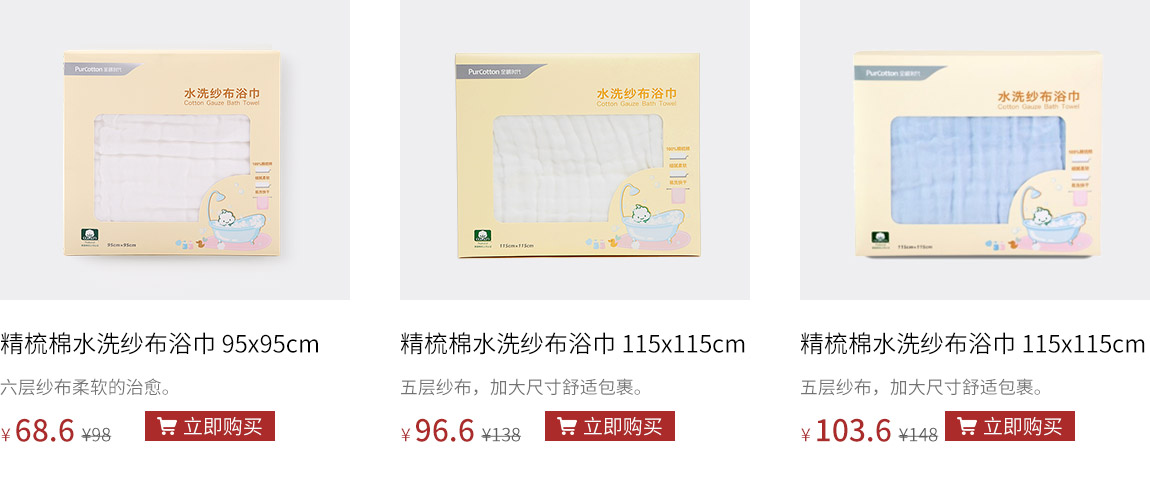 PurCotton 全棉时代
水洗纱布浴巾
Cotton Gauze Bath Towel
95cm×95cm
精梳棉水洗纱布浴巾 95x95cm
六层纱布柔软的治愈。
¥ 68.6 ¥98 立即购买
PurCotton 全棉时代
水洗纱布浴巾
Cotton Gauze Bath Towel
115cm×115cm
精梳棉水洗纱布浴巾 115x115cm
五层纱布，加大尺寸舒适包裹。
¥ 96.6 ¥138 立即购买
PurCotton 全棉时代
水洗纱布浴巾
Cotton Gauze Bath Towel
115cm×115cm
精梳棉水洗纱布浴巾 115x115cm
五层纱布，加大尺寸舒适包裹。
¥ 103.6 ¥148 立即购买